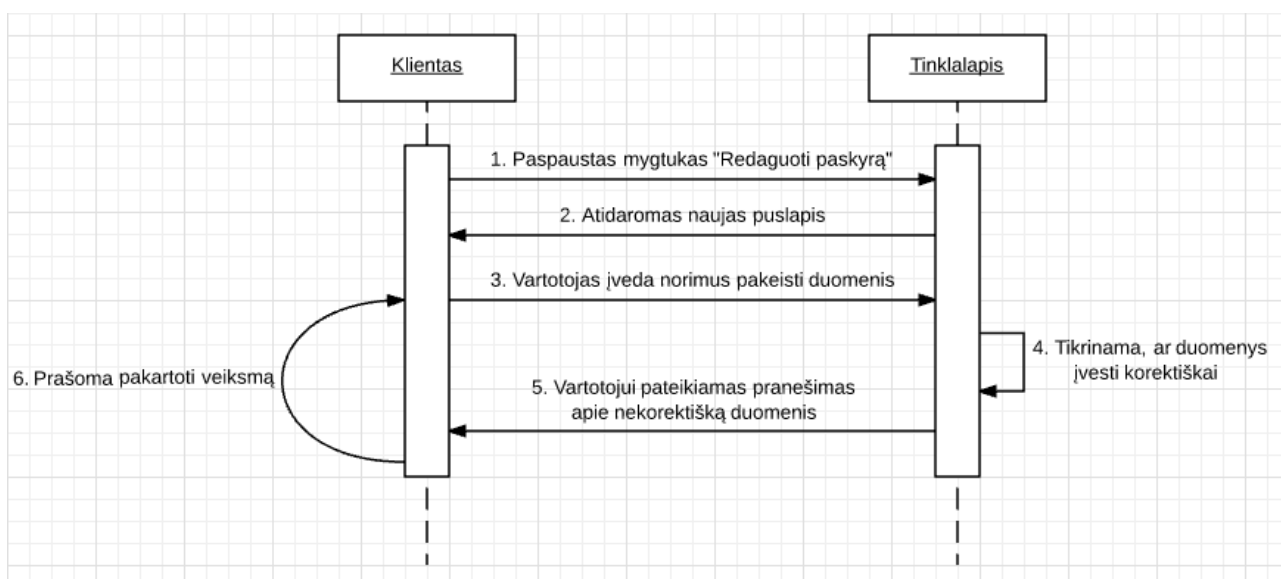 Klientas
Tinklalapis
1. Paspaustas mygtukas "Redaguoti paskyrą"
2. Atidaromas naujas puslapis
3. Vartotojas įveda norimus pakeisti duomenis
4. Tikrinama, ar duomenys
įvesti korektiškai
5. Vartotojui pateikiamas pranešimas
apie nekorektišką duomenis
6. Prašoma pakartoti veiksmą